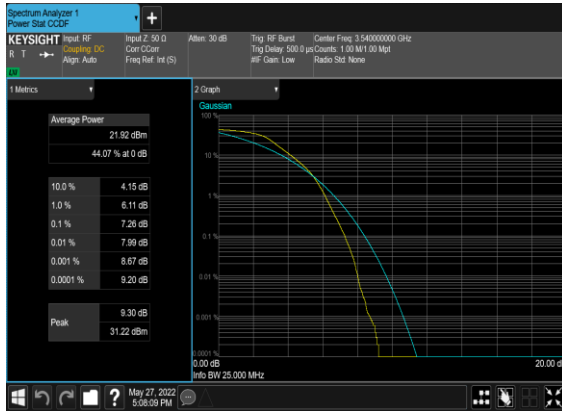 Spectrum Analyzer 1
Power Stat CCDF
+
KEYSIGHT
R T
LXI
Input: RF
Coupling: DC
Align: Auto
Input Z: 50 Ω
Corr CCorr
Freq Ref: Int (S)
Atten: 30 dB
Trig: RF Burst
Trig Delay: 500.0 µs
#IF Gain: Low
Center Freq: 3.540000000 GHz
Counts: 1.00 M/1.00 Mpt
Radio Std: None
1 Metrics
Average Power
21.92 dBm
44.07 % at 0 dB
10.0 % 4.15 dB
1.0 % 6.11 dB
0.1 % 7.26 dB
0.01 % 7.99 dB
0.001 % 8.67 dB
0.0001 % 9.20 dB
Peak
9.30 dB
31.22 dBm
2 Graph
Gaussian
100 %
10 %
1 %
0.1 %
0.01 %
0.001 %
0.0001 %
0.00 dB
20.00 dB
Info BW 25.000 MHz
?
May 27, 2022
5:08:09 PM